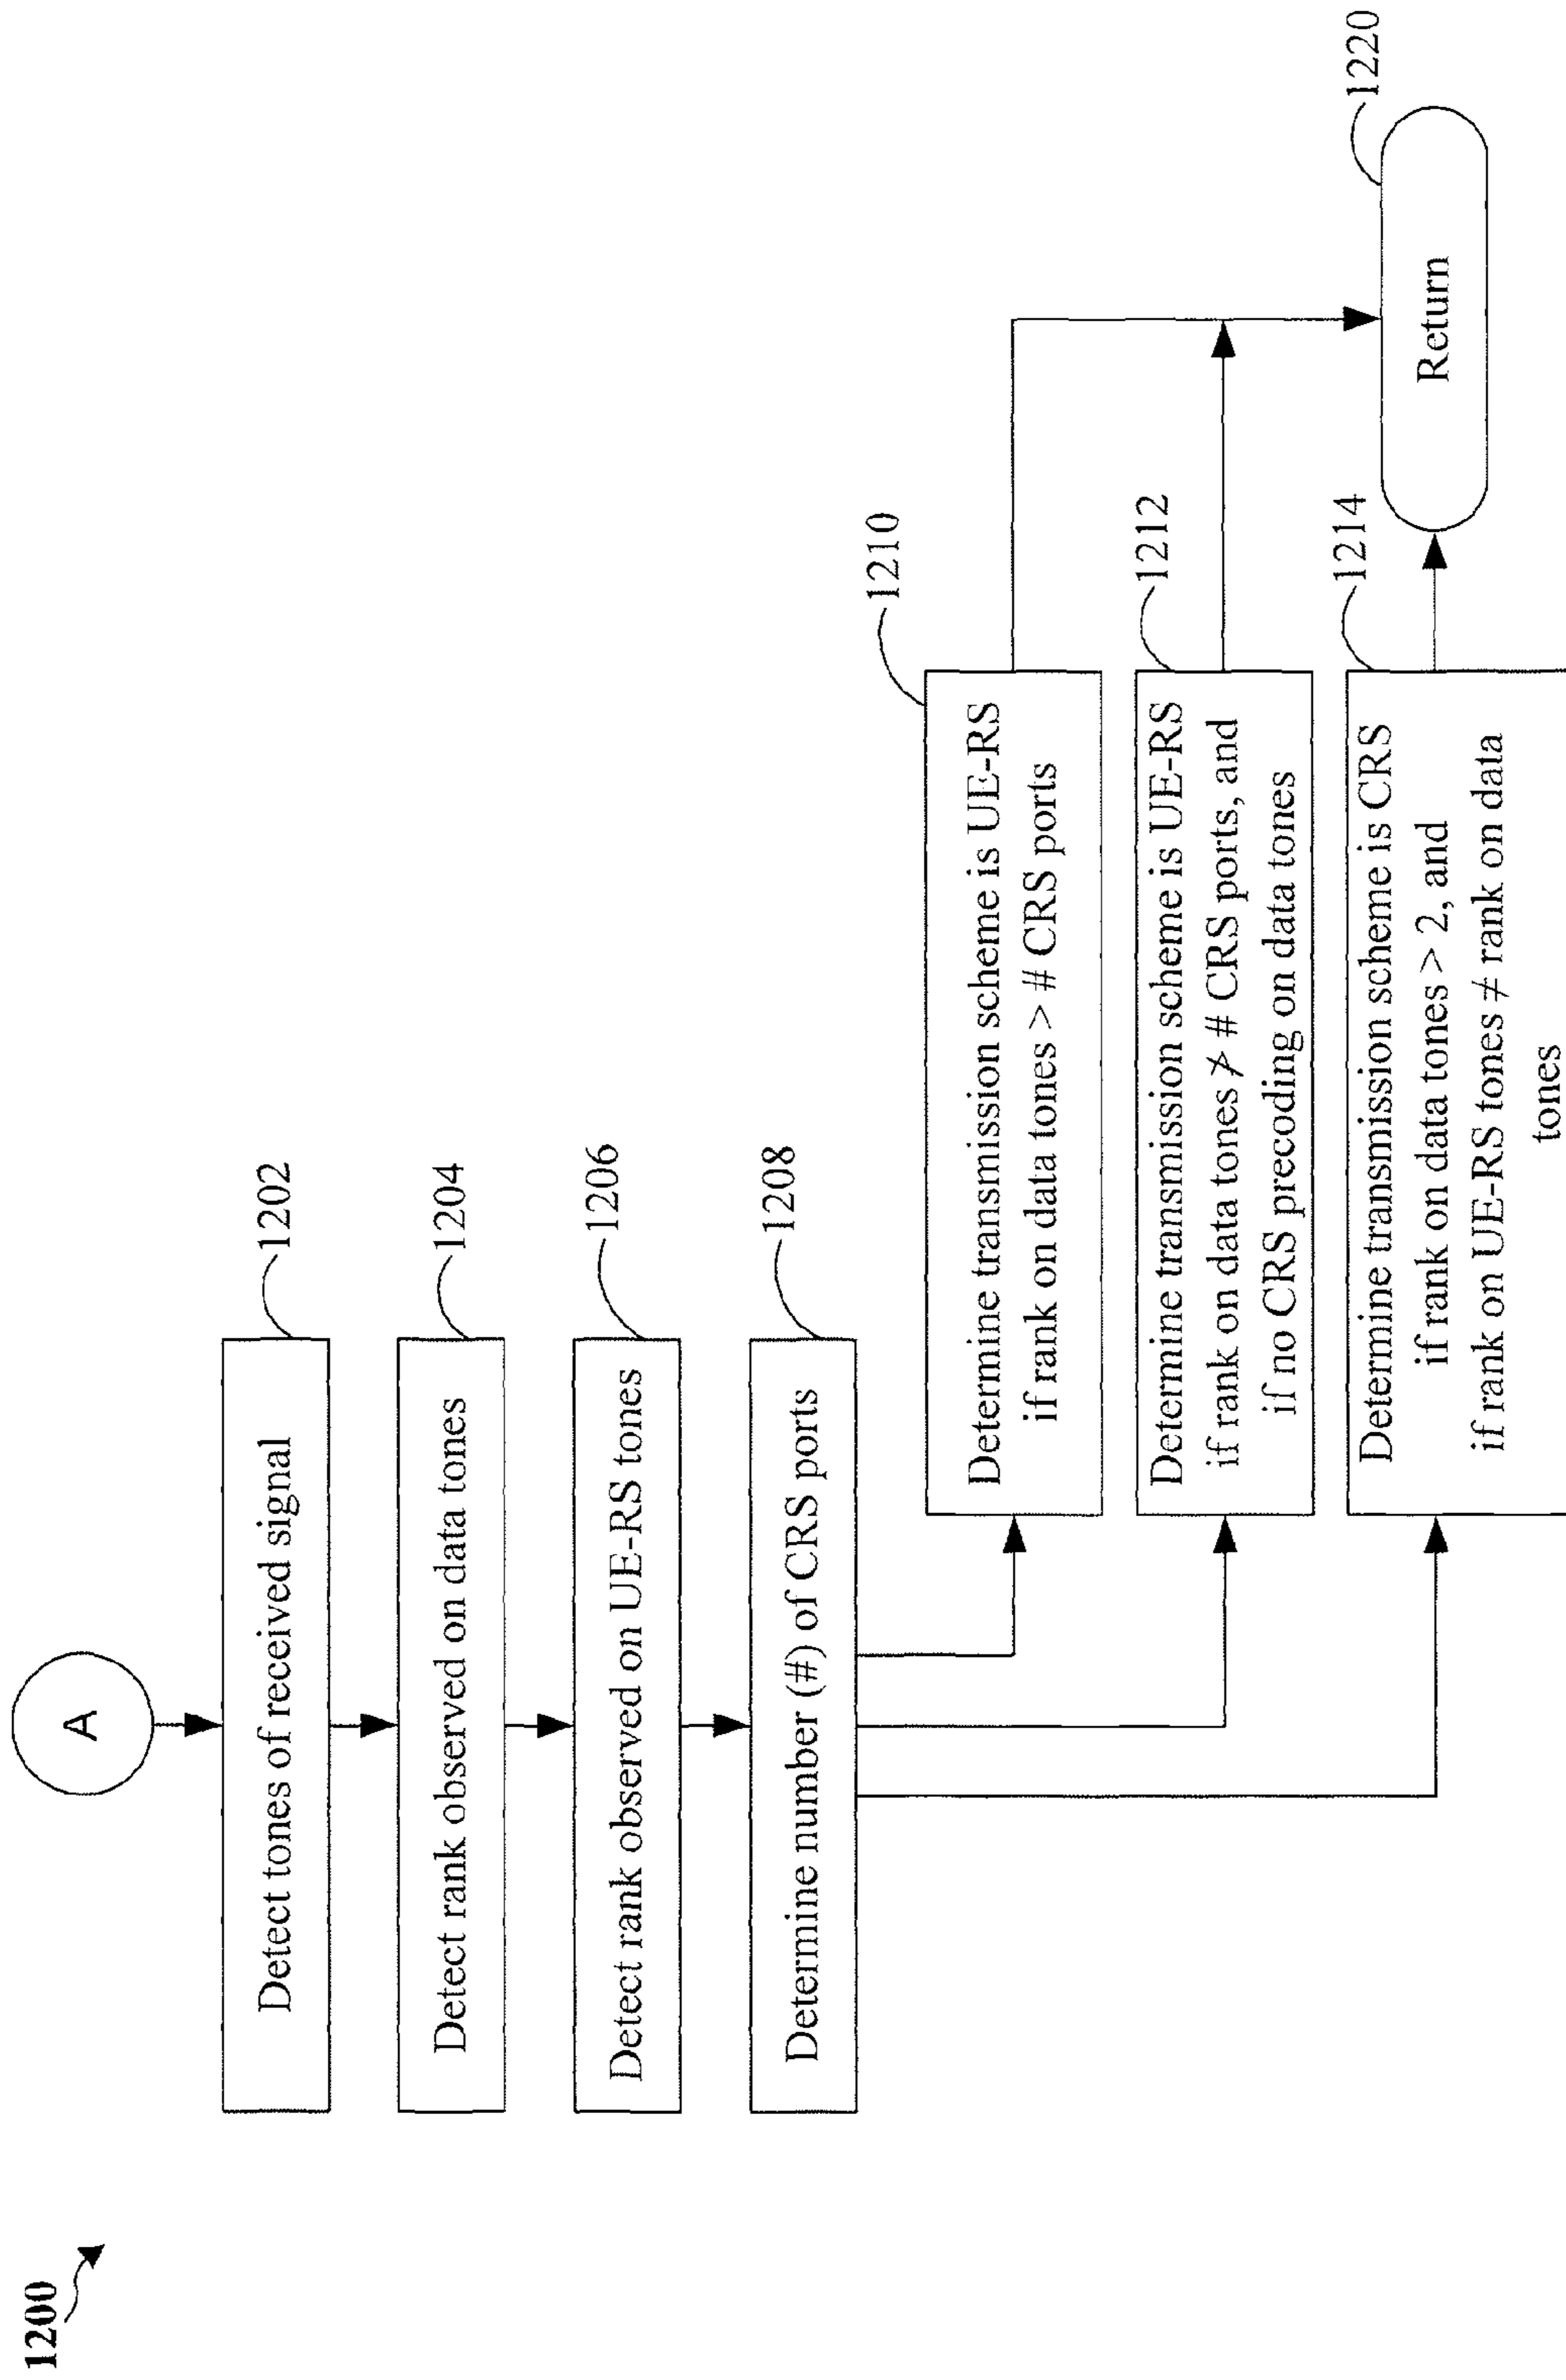 1200
A
Detect tones of received signal
1202
Detect rank observed on data tones
1204
Detect rank observed on UE-RS tones
1206
Determine number (#) of CRS ports
1208
Determine transmission scheme is UE-RS
if rank on data tones > # CRS ports
1210
Determine transmission scheme is UE-RS
if rank on data tones ≯ # CRS ports, and
if no CRS precoding on data tones
1212
Determine transmission scheme is CRS
if rank on data tones > 2, and
if rank on UE-RS tones ≠ rank on data
tones
1214
Return
1220